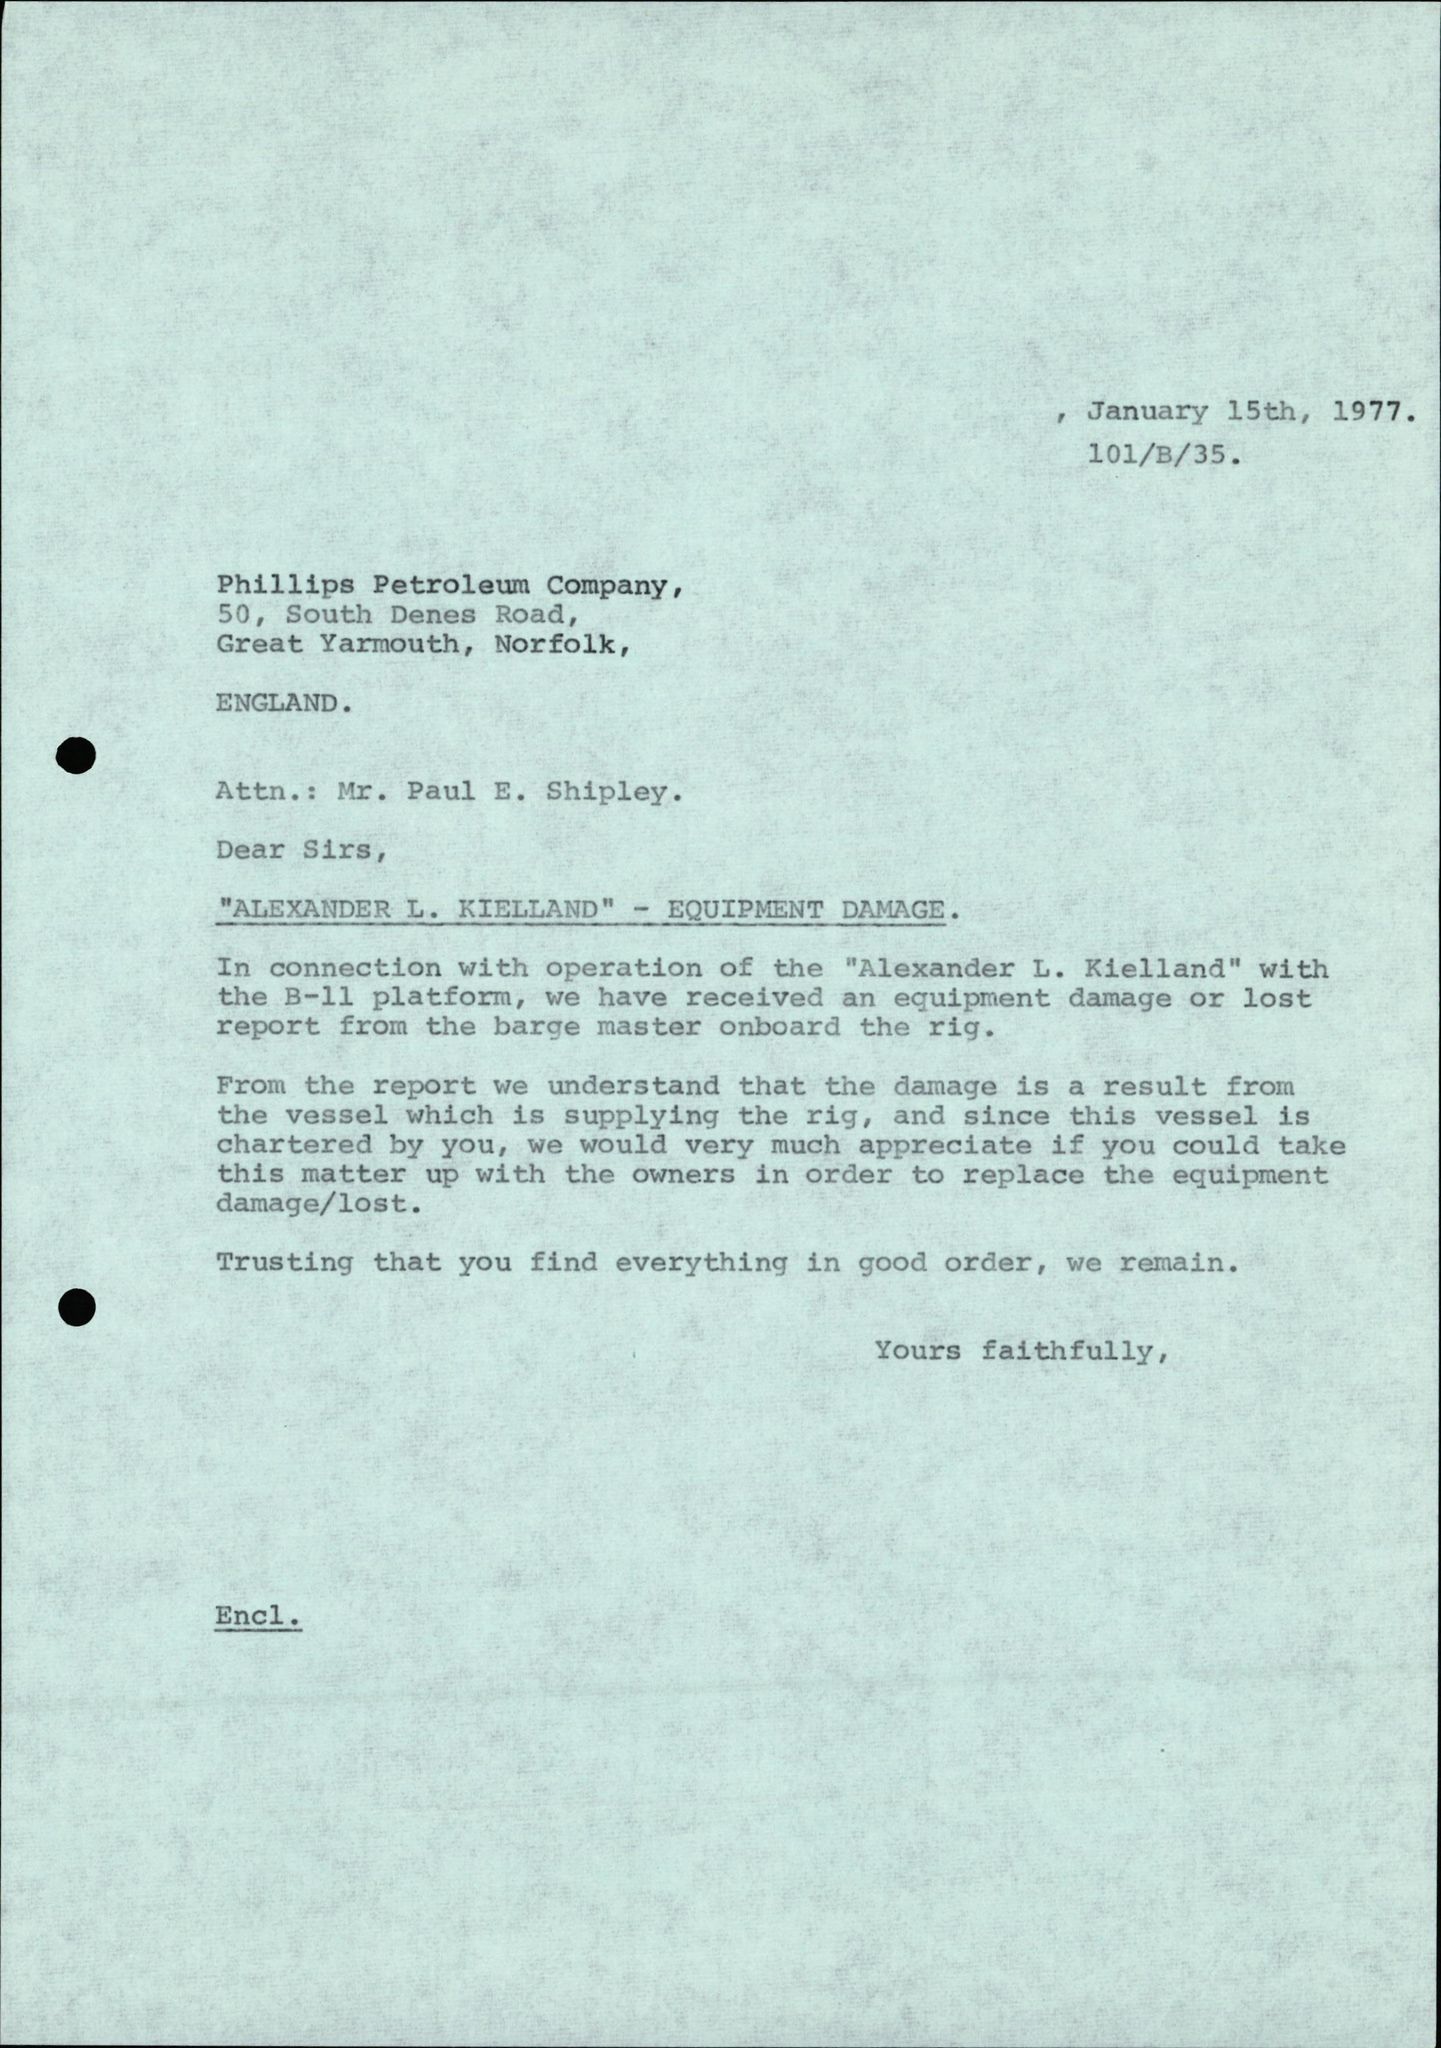 , January 15th, 1977.
101/B/35.
Phillips Petroleum Company,
50, South Denes Road,
Great Yarmouth, Norfolk,
ENGLAND.
Attn.: Mr. Paul E. Shipley.
Dear Sirs,
"ALEXANDER L. KIELLAND" - EQUIPMENT DAMAGE.
In connection with operation of the "Alexander L. Kielland" with
the B-11 platform, we have received an equipment damage or lost
report from the barge master onboard the rig.
From the report we understand that the damage is a result from
the vessel which is supplying the rig, and since this vessel is
chartered by you, we would very much appreciate if you could take
this matter up with the owners in order to replace the equipment
damage/lost.
Trusting that you find everything in good order, we remain.
Yours faithfully,
Encl.